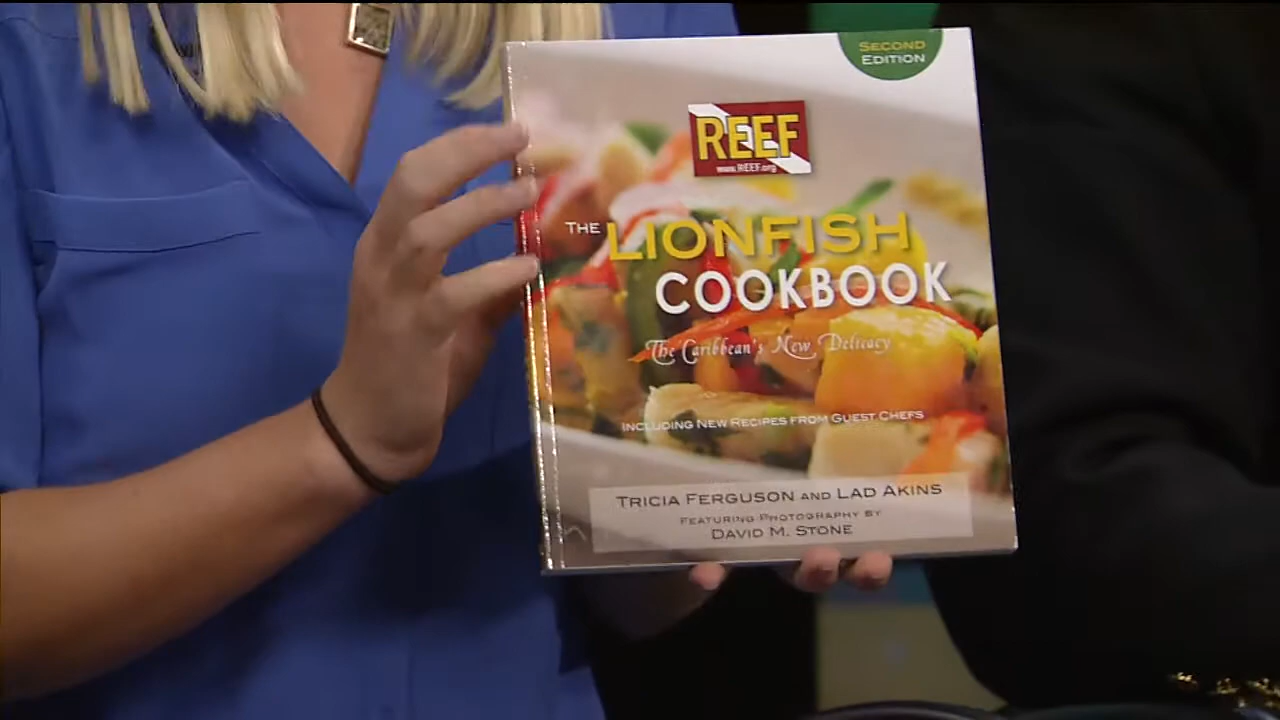 SECOND
EDITION
REEF
www.REEF.org
THE LIONFISH
COOKBOOK
The Caribbean's New Delicacy
INCLUDING NEW RECIPES FROM GUEST CHEFS
TRICIA FERGUSON AND LAD AKINS
FEATURING PHOTOGRAPHY BY
DAVID M. STONE